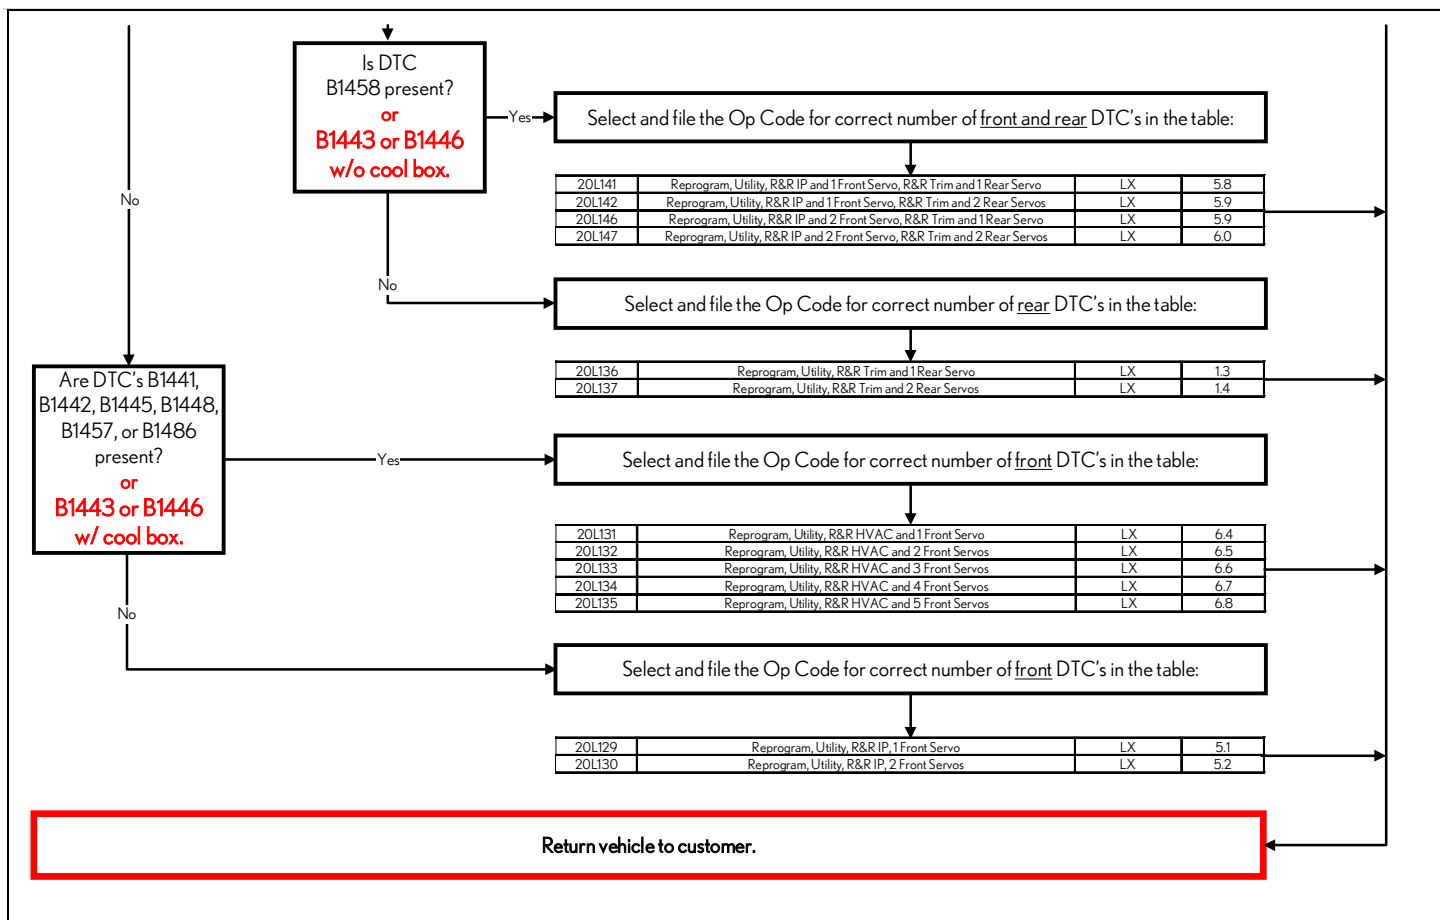 Is DTC
B1458 present?
or
B1443 or B1446
w/o cool box.
Yes
Select and file the Op Code for correct number of front and rear DTC's in the table:
20L141 Reprogram, Utility, R&R IP and 1 Front Servo, R&R Trim and 1 Rear Servo LX 5.8
20L142 Reprogram, Utility, R&R IP and 1 Front Servo, R&R Trim and 2 Rear Servos LX 5.9
20L146 Reprogram, Utility, R&R IP and 2 Front Servo, R&R Trim and 1 Rear Servo LX 5.9
20L147 Reprogram, Utility, R&R IP and 2 Front Servo, R&R Trim and 2 Rear Servos LX 6.0
No
No
Select and file the Op Code for correct number of rear DTC's in the table:
20L136 Reprogram, Utility, R&R Trim and 1 Rear Servo LX 1.3
20L137 Reprogram, Utility, R&R Trim and 2 Rear Servos LX 1.4
Are DTC's B1441,
B1442, B1445, B1448,
B1457, or B1486
present?
or
B1443 or B1446
w/ cool box.
Yes
Select and file the Op Code for correct number of front DTC's in the table:
20L131 Reprogram, Utility, R&R HVAC and 1 Front Servo LX 6.4
20L132 Reprogram, Utility, R&R HVAC and 2 Front Servos LX 6.5
20L133 Reprogram, Utility, R&R HVAC and 3 Front Servos LX 6.6
20L134 Reprogram, Utility, R&R HVAC and 4 Front Servos LX 6.7
20L135 Reprogram, Utility, R&R HVAC and 5 Front Servos LX 6.8
No
Select and file the Op Code for correct number of front DTC's in the table:
20L129 Reprogram, Utility, R&R IP, 1 Front Servo LX 5.1
20L130 Reprogram, Utility, R&R IP, 2 Front Servos LX 5.2
Return vehicle to customer.